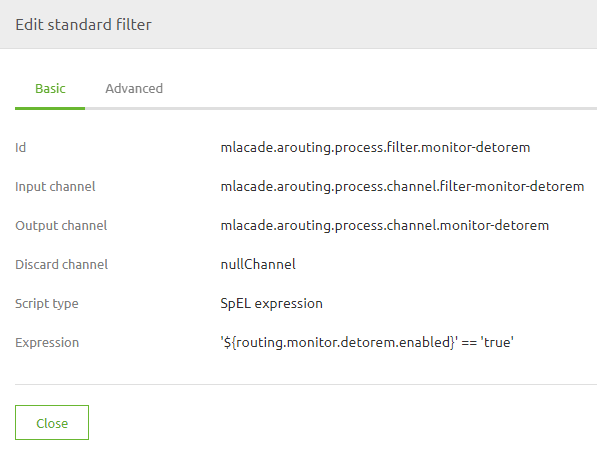 Edit standard filter
Basic Advanced
Id mlacade.arouting.process.filter.monitor-detorem
Input channel mlacade.arouting.process.channel.filter-monitor-detorem
Output channel mlacade.arouting.process.channel.monitor-detorem
Discard channel nullChannel
Script type SpEL expression
Expression '${routing.monitor.detorem.enabled}' == 'true'
Close